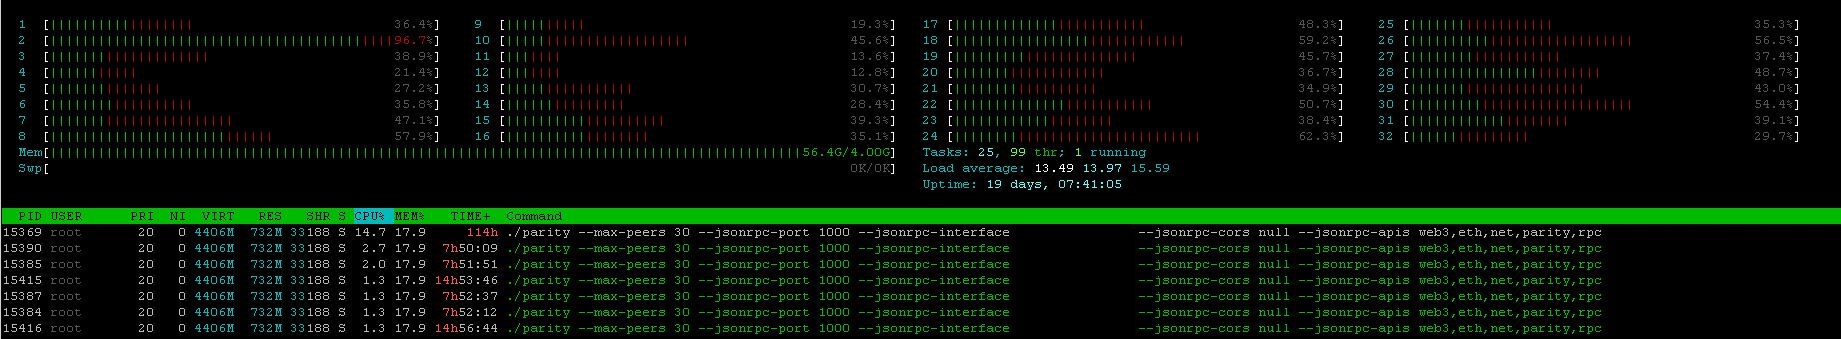 1 [36.4%] 9 [19.3%] 17 [48.3%] 25 [35.3%]
2 [96.7%] 10 [45.6%] 18 [59.2%] 26 [56.5%]
3 [38.9%] 11 [13.6%] 19 [45.7%] 27 [37.4%]
4 [21.4%] 12 [12.8%] 20 [36.7%] 28 [48.7%]
5 [27.2%] 13 [30.7%] 21 [34.9%] 29 [43.0%]
6 [35.8%] 14 [28.4%] 22 [50.7%] 30 [54.4%]
7 [47.1%] 15 [39.3%] 23 [38.4%] 31 [39.1%]
8 [57.9%] 16 [35.1%] 24 [62.3%] 32 [29.7%]
Mem[56.4G/4.00G] Tasks: 25, 99 thr; 1 running
Swp[0K/0K] Load average: 13.49 13.97 15.59
Uptime: 19 days, 07:41:05
PID USER PRI NI VIRT RES SHR S CPU% MEM% TIME+ Command
15369 root 20 0 4406M 732M 33188 S 14.7 17.9 114h ./parity --max-peers 30 --jsonrpc-port 1000 --jsonrpc-interface --jsonrpc-cors null --jsonrpc-apis web3,eth,net,parity,rpc
15390 root 20 0 4406M 732M 33188 S 2.7 17.9 7h50:09 ./parity --max-peers 30 --jsonrpc-port 1000 --jsonrpc-interface --jsonrpc-cors null --jsonrpc-apis web3,eth,net,parity,rpc
15385 root 20 0 4406M 732M 33188 S 2.0 17.9 7h51:51 ./parity --max-peers 30 --jsonrpc-port 1000 --jsonrpc-interface --jsonrpc-cors null --jsonrpc-apis web3,eth,net,parity,rpc
15415 root 20 0 4406M 732M 33188 S 1.3 17.9 14h53:46 ./parity --max-peers 30 --jsonrpc-port 1000 --jsonrpc-interface --jsonrpc-cors null --jsonrpc-apis web3,eth,net,parity,rpc
15387 root 20 0 4406M 732M 33188 S 1.3 17.9 7h52:37 ./parity --max-peers 30 --jsonrpc-port 1000 --jsonrpc-interface --jsonrpc-cors null --jsonrpc-apis web3,eth,net,parity,rpc
15384 root 20 0 4406M 732M 33188 S 1.3 17.9 7h52:12 ./parity --max-peers 30 --jsonrpc-port 1000 --jsonrpc-interface --jsonrpc-cors null --jsonrpc-apis web3,eth,net,parity,rpc
15416 root 20 0 4406M 732M 33188 S 1.3 17.9 14h56:44 ./parity --max-peers 30 --jsonrpc-port 1000 --jsonrpc-interface --jsonrpc-cors null --jsonrpc-apis web3,eth,net,parity,rpc